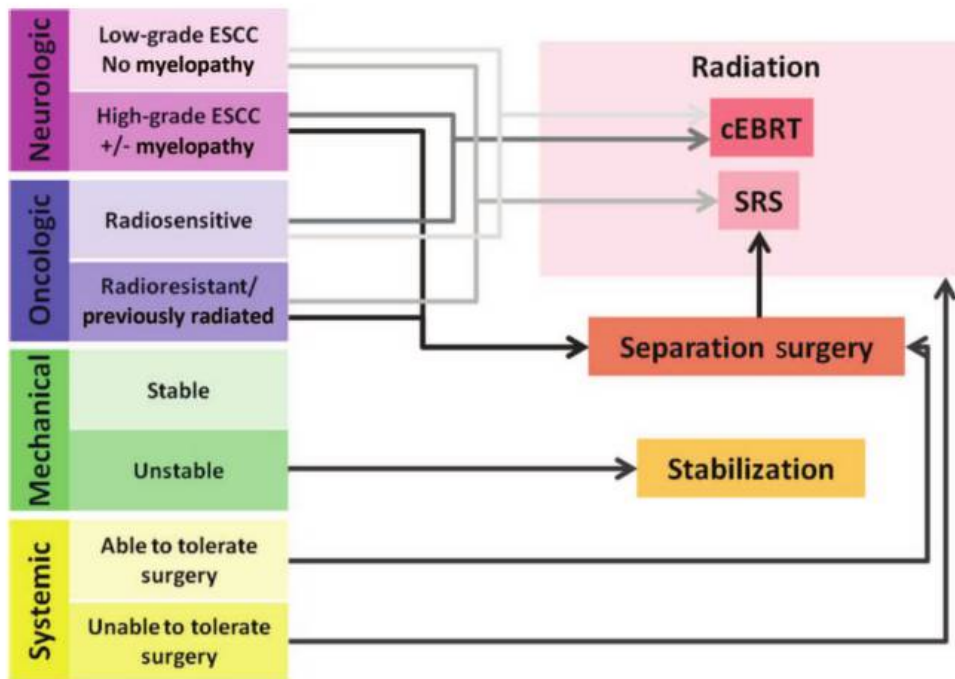 Neurologic
Low-grade ESCC
No myelopathy
High-grade ESCC
+/- myelopathy
Oncologic
Radiosensitive
Radioresistant/
previously radiated
Mechanical
Stable
Unstable
Systemic
Able to tolerate
surgery
Unable to tolerate
surgery
Radiation
cEBRT
SRS
Separation surgery
Stabilization